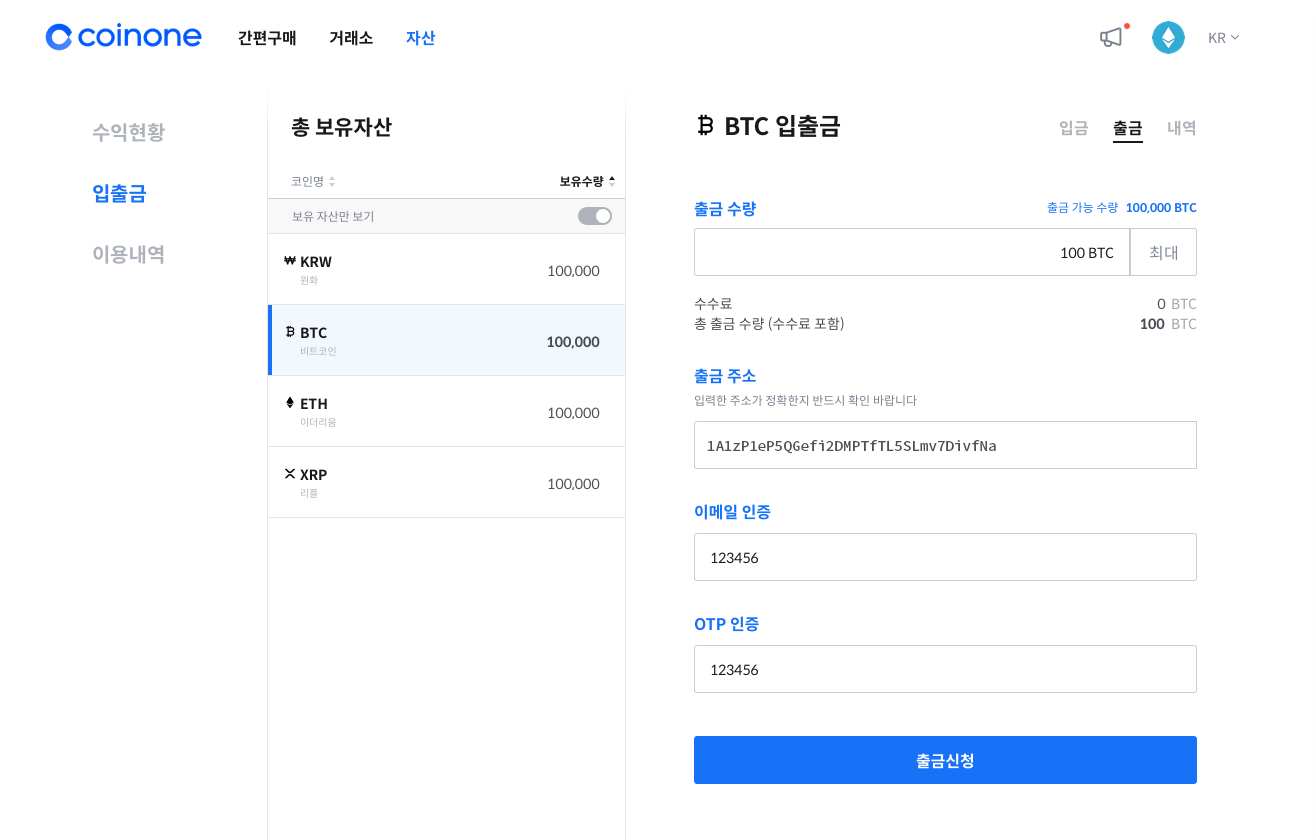 coinone 간편구매 거래소 자산 KR
수익현황
입출금
이용내역
총 보유자산
코인명 보유수량
보유 자산만 보기
₩ KRW 100,000
원화
BTC 100,000
비트코인
ETH 100,000
이더리움
XRP 100,000
리플
BTC 입출금 입금 출금 내역
출금 수량 출금 가능 수량 100,000 BTC
100 BTC 최대
수수료 0 BTC
총 출금 수량 (수수료 포함) 100 BTC
출금 주소
입력한 주소가 정확한지 반드시 확인 바랍니다
1A1zP1eP5QGefi2DMPTfTL5SLmv7DivfNa
이메일 인증
123456
OTP 인증
123456
출금신청